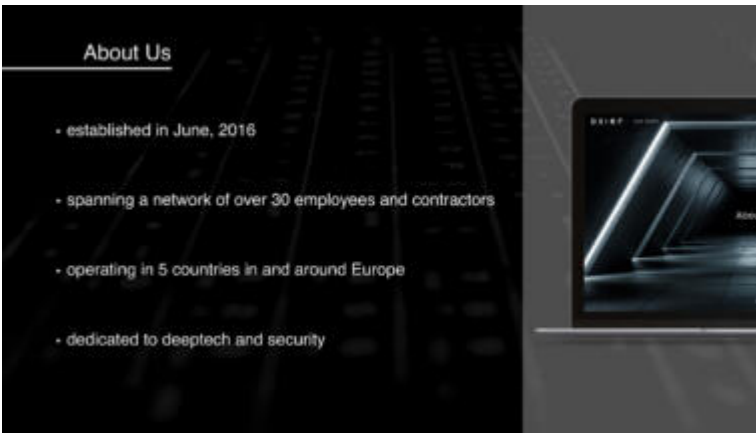 About Us
- established in June, 2016
- spanning a network of over 30 employees and contractors
- operating in 5 countries in and around Europe
- dedicated to deeptech and security